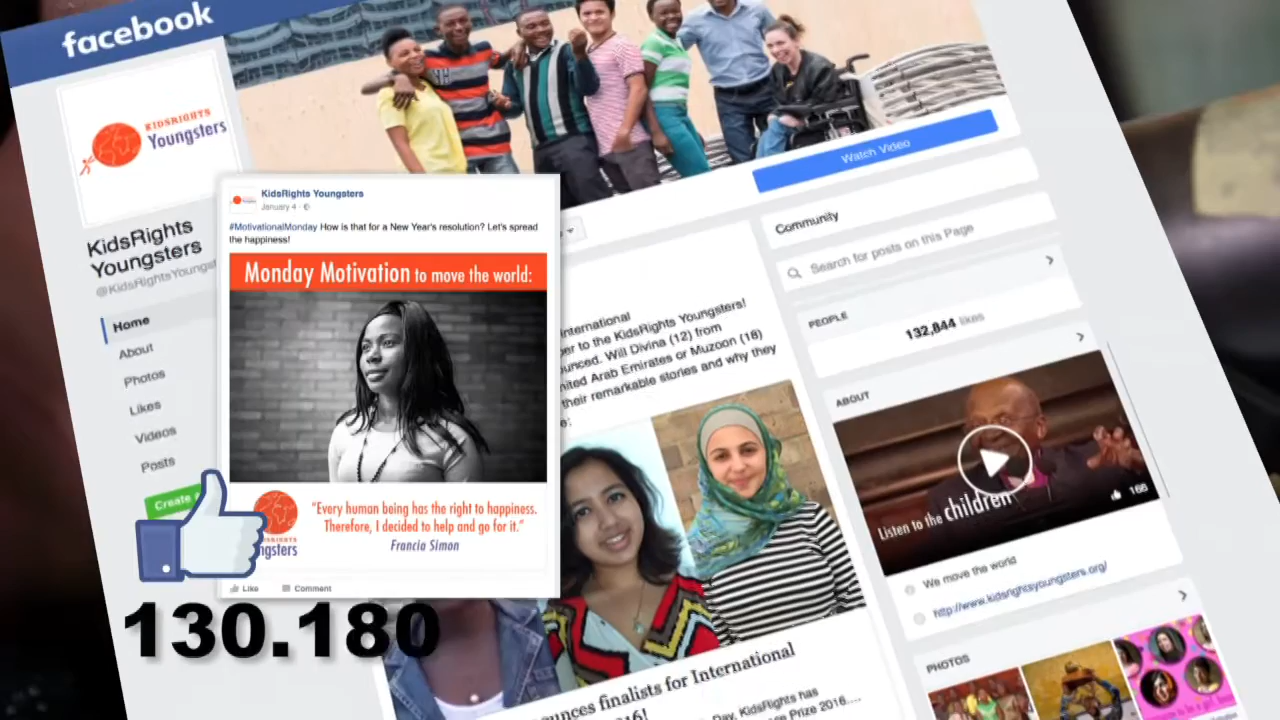 facebook
KIDSRIGHTS
Youngsters
KidsRights
Youngsters
@KidsRightsYoungst
Home
About
Photos
Likes
Videos
Posts
Create
KidsRights Youngsters
January 4
#MotivationalMonday How is that for a New Year's resolution? Let's spread
the happiness!
Monday Motivation to move the world:
"Every human being has the right to happiness.
Therefore, I decided to help and go for it."
Francia Simon
Like Comment
130.180
Watch Video
International
er to the KidsRights Youngsters!
unced. Will Divina (12) from
nited Arab Emirates or Muzoon (18)
their remarkable stories and why they
e:
ounces finalists for International
016!
Day, KidsRights has
Prize 2016....
Community
Search for posts on this Page
PEOPLE
132,844 likes
ABOUT
Listen to the children
166
We move the world
http://www.kidsrightsyoungsters.org/
PHOTOS